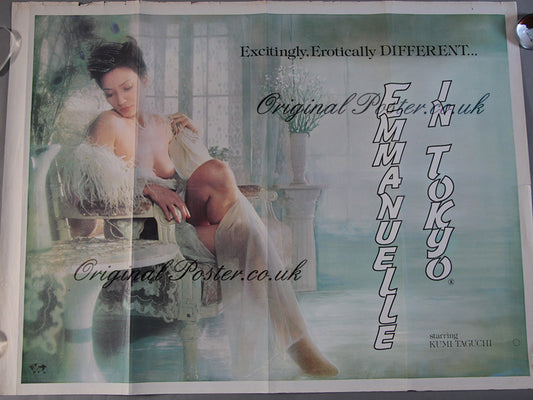 Excitingly, Erotically DIFFERENT...
Original Poster.co.uk
EMMANUELLE
IN TOKYO
Original Poster.co.uk
starring
KUMI TAGUCHI